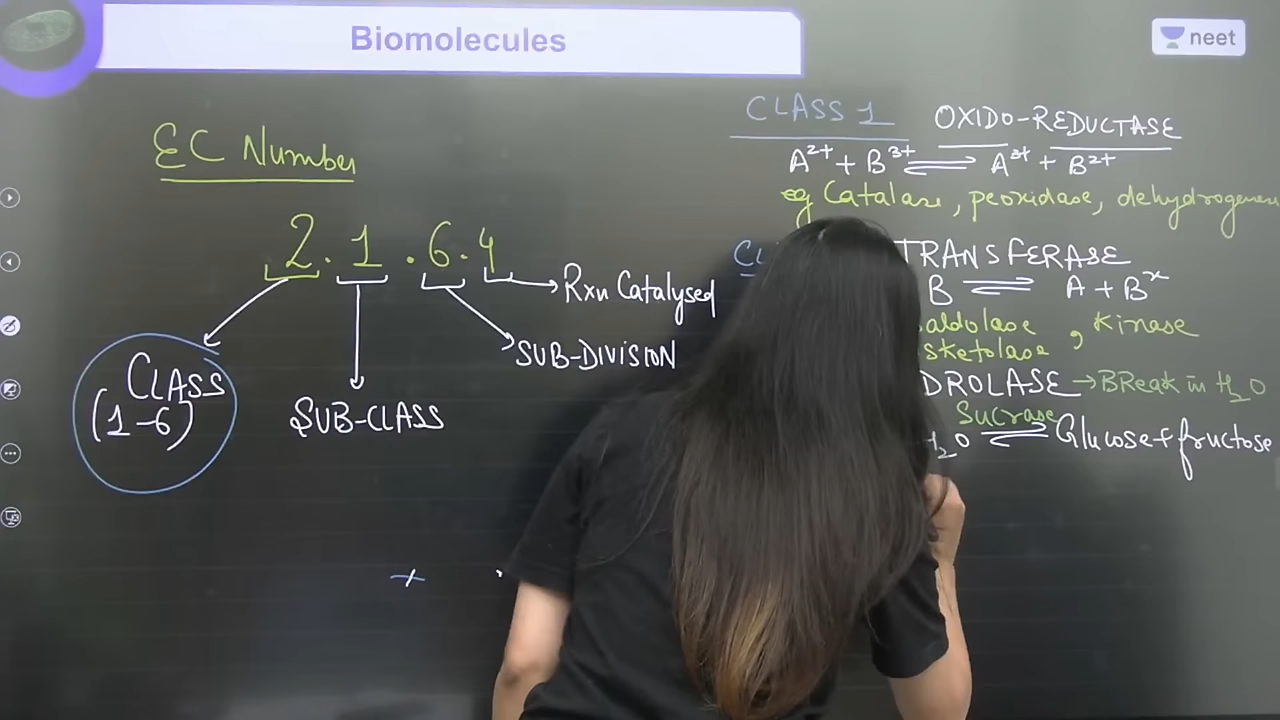 Biomolecules
neet
EC Number
2.1.6.4
Rxn Catalysed
SUB-DIVISION
CLASS
(1-6)
SUB-CLASS
CLASS 1 OXIDO-REDUCTASE
A²⁺ + B³⁺ ⇌ A³⁺ + B²⁺
eg Catalase, peoxidase,
TRANSFERASE
B ⇌ A + Bˣ
aldolase , Kinase
sketolase
DROLASE → BReak in H₂O
Sucrase
H₂O ⇌ Glucose + fructose
+